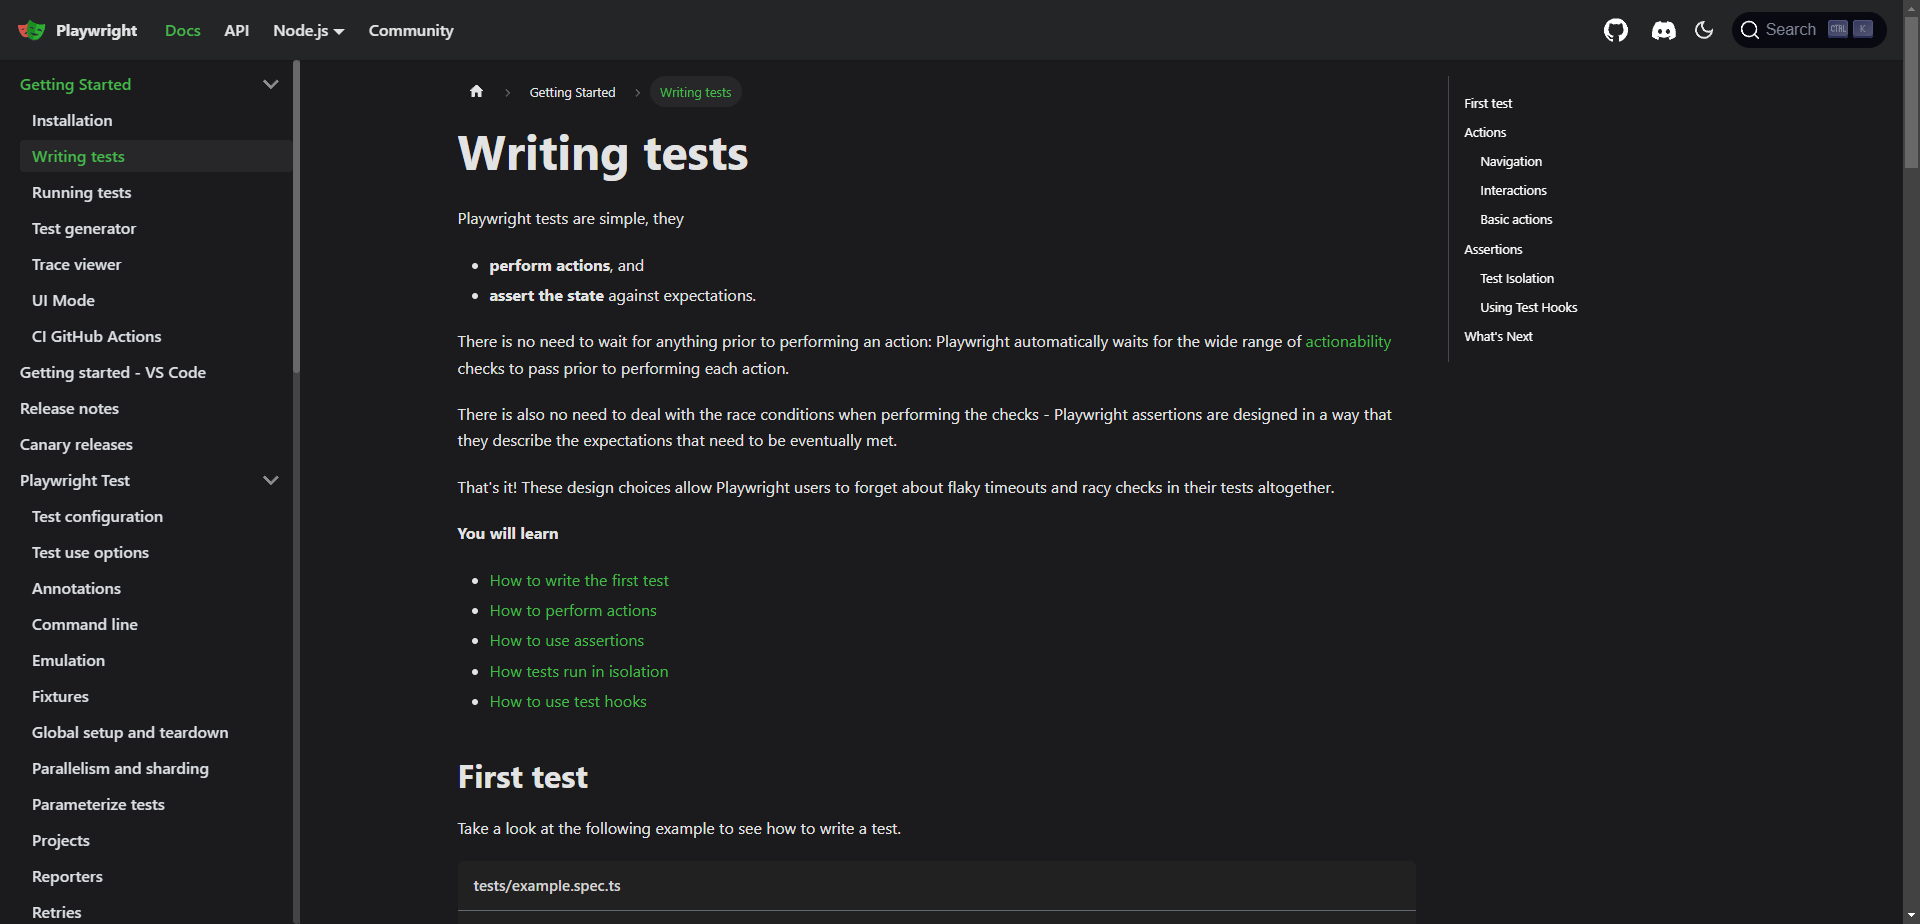 Playwright
Docs
API
Node.js
Community
Search
CTRL
K
Getting Started
Installation
Writing tests
Running tests
Test generator
Trace viewer
UI Mode
CI GitHub Actions
Getting started - VS Code
Release notes
Canary releases
Playwright Test
Test configuration
Test use options
Annotations
Command line
Emulation
Fixtures
Global setup and teardown
Parallelism and sharding
Parameterize tests
Projects
Reporters
Retries
Getting Started
Writing tests
Writing tests
Playwright tests are simple, they
perform actions, and
assert the state against expectations.
There is no need to wait for anything prior to performing an action: Playwright automatically waits for the wide range of actionability
checks to pass prior to performing each action.
There is also no need to deal with the race conditions when performing the checks - Playwright assertions are designed in a way that
they describe the expectations that need to be eventually met.
That's it! These design choices allow Playwright users to forget about flaky timeouts and racy checks in their tests altogether.
You will learn
How to write the first test
How to perform actions
How to use assertions
How tests run in isolation
How to use test hooks
First test
Take a look at the following example to see how to write a test.
tests/example.spec.ts
First test
Actions
Navigation
Interactions
Basic actions
Assertions
Test Isolation
Using Test Hooks
What's Next